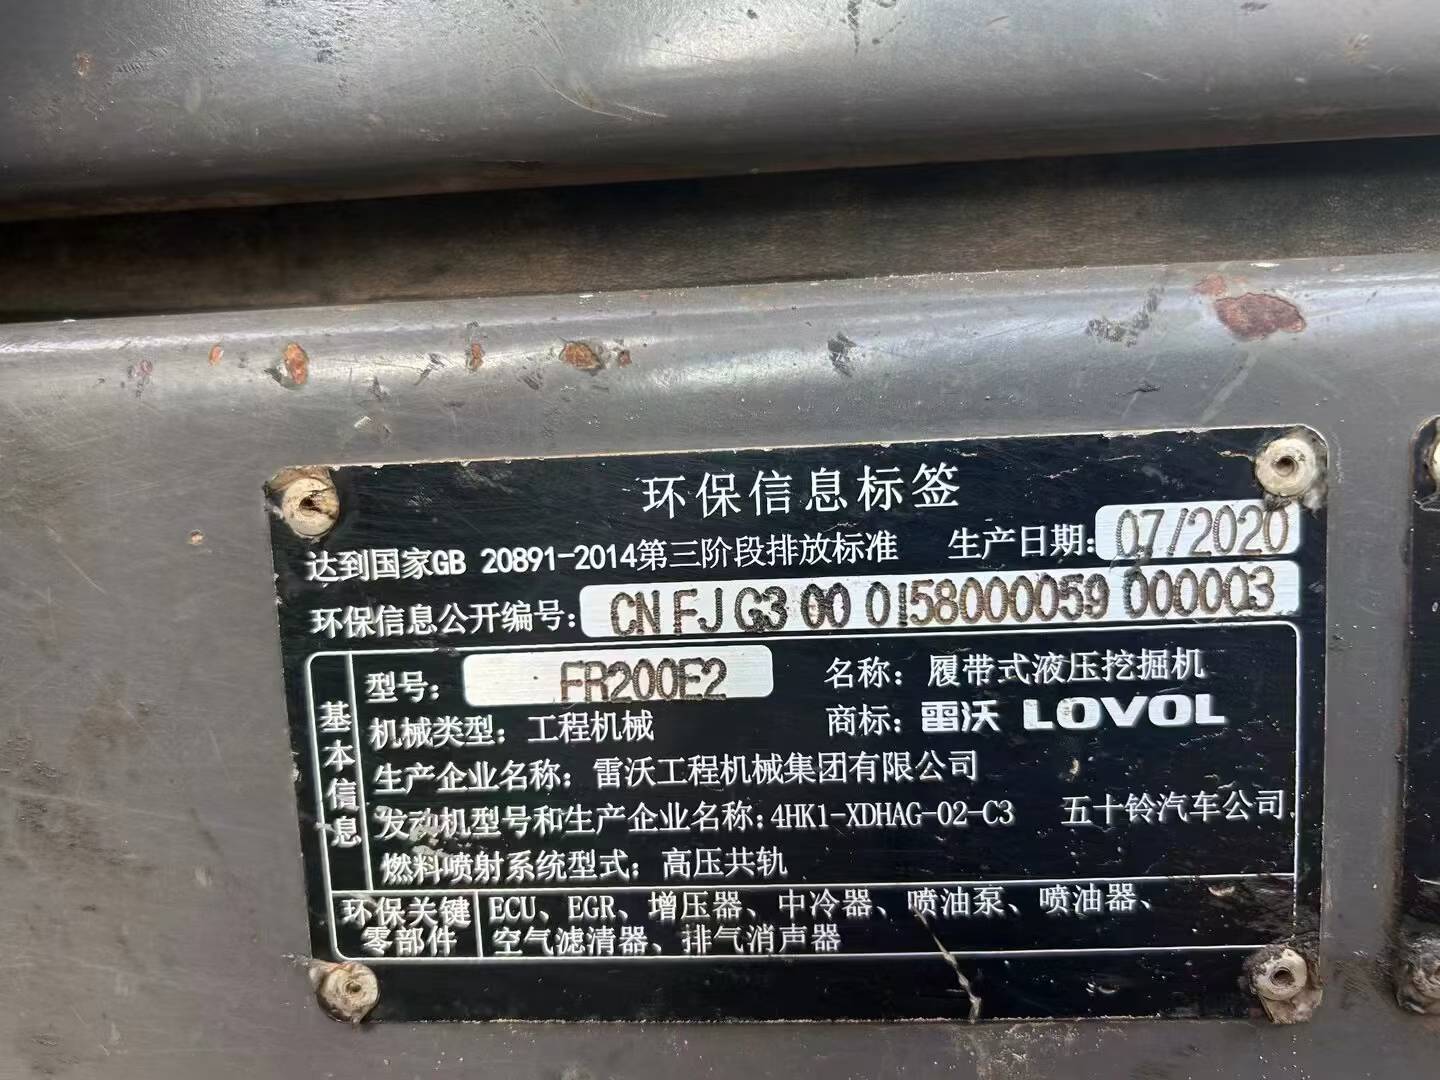 环保信息标签
达到国家GB 20891-2014第三阶段排放标准 生产日期: 07/2020
环保信息公开编号: CN FJ G3 00 0158000059 000003
基本信息
型号: FR200E2 名称: 履带式液压挖掘机
机械类型: 工程机械 商标: 雷沃 LOVOL
生产企业名称: 雷沃工程机械集团有限公司
发动机型号和生产企业名称: 4HK1-XDHAG-02-C3 五十铃汽车公司
燃料喷射系统型式: 高压共轨
环保关键零部件 ECU、EGR、增压器、中冷器、喷油泵、喷油器、
空气滤清器、排气消声器